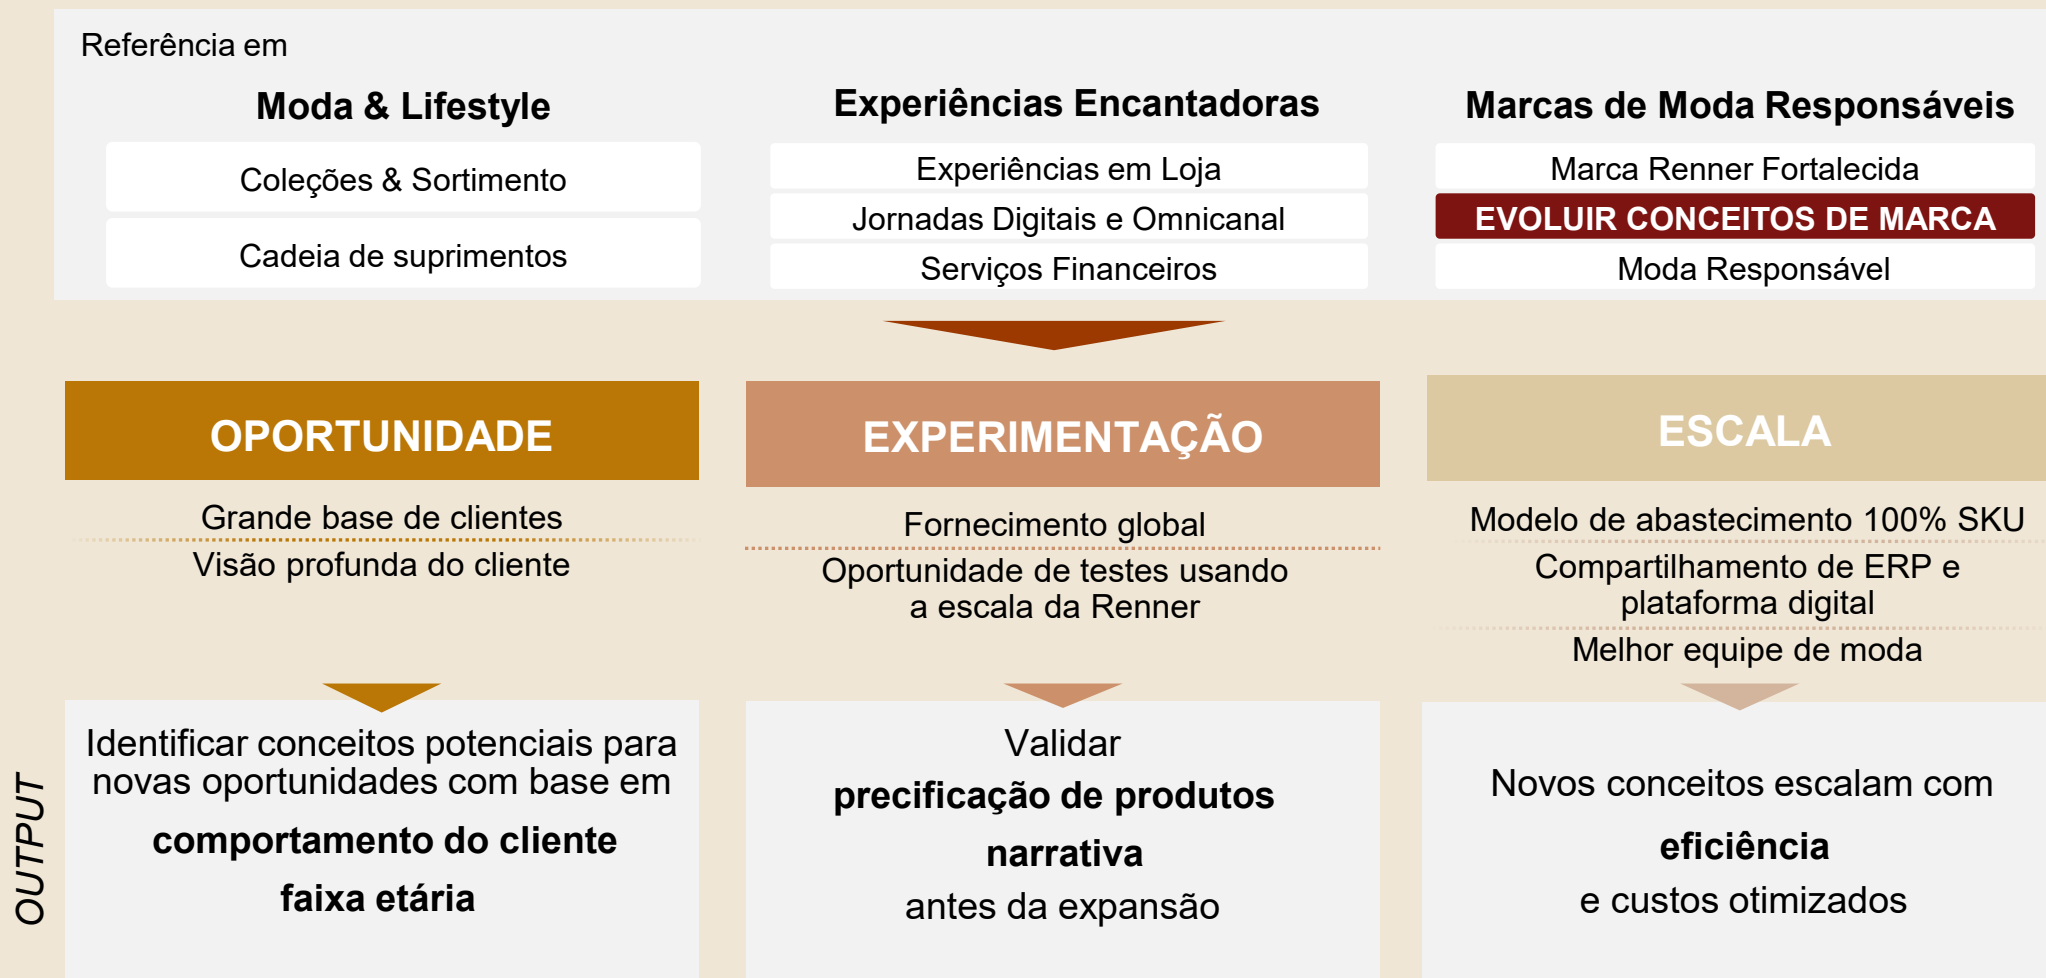 Referência em
Moda & Lifestyle
Coleções & Sortimento
Cadeia de suprimentos
Experiências Encantadoras
Experiências em Loja
Jornadas Digitais e Omnicanal
Serviços Financeiros
Marcas de Moda Responsáveis
Marca Renner Fortalecida
EVOLUIR CONCEITOS DE MARCA
Moda Responsável
OPORTUNIDADE
Grande base de clientes
Visão profunda do cliente
EXPERIMENTAÇÃO
Fornecimento global
Oportunidade de testes usando
a escala da Renner
ESCALA
Modelo de abastecimento 100% SKU
Compartilhamento de ERP e
plataforma digital
Melhor equipe de moda
OUTPUT
Identificar conceitos potenciais para
novas oportunidades com base em
comportamento do cliente
faixa etária
Validar
precificação de produtos
narrativa
antes da expansão
Novos conceitos escalam com
eficiência
e custos otimizados